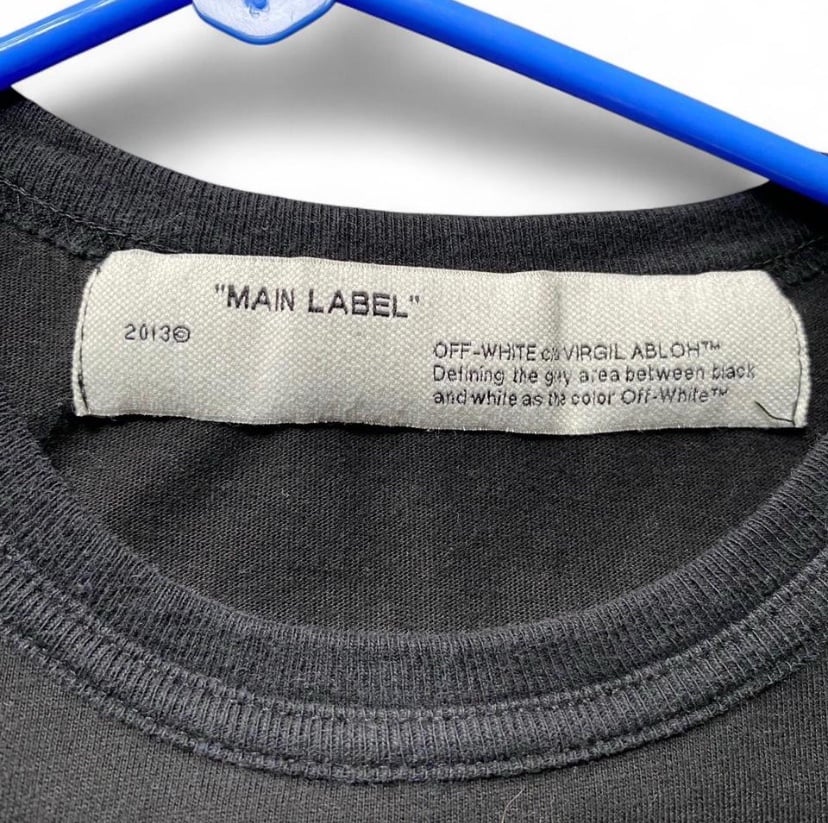 "MAIN LABEL"
2013©
OFF-WHITE c/o VIRGIL ABLOH™
Defining the gray area between black
and white as the color Off-White™